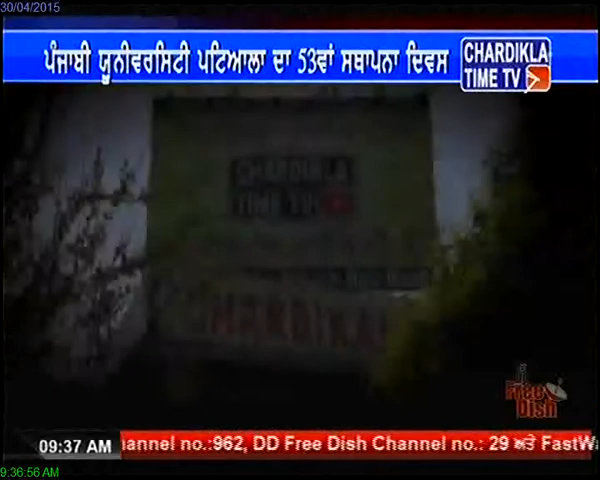 30/04/2015
ਪੰਜਾਬੀ ਯੂਨੀਵਰਸਿਟੀ ਪਟਿਆਲਾ ਦਾ 53ਵਾਂ ਸਥਾਪਨਾ ਦਿਵਸ
CHARDIKLA
TIME TV
CHARDIKLA
TIME TV
Free
Dish
09:37 AM
annel no.:962, DD Free Dish Channel no.: 29 ਅਤੇ FastW
9:36:56 AM